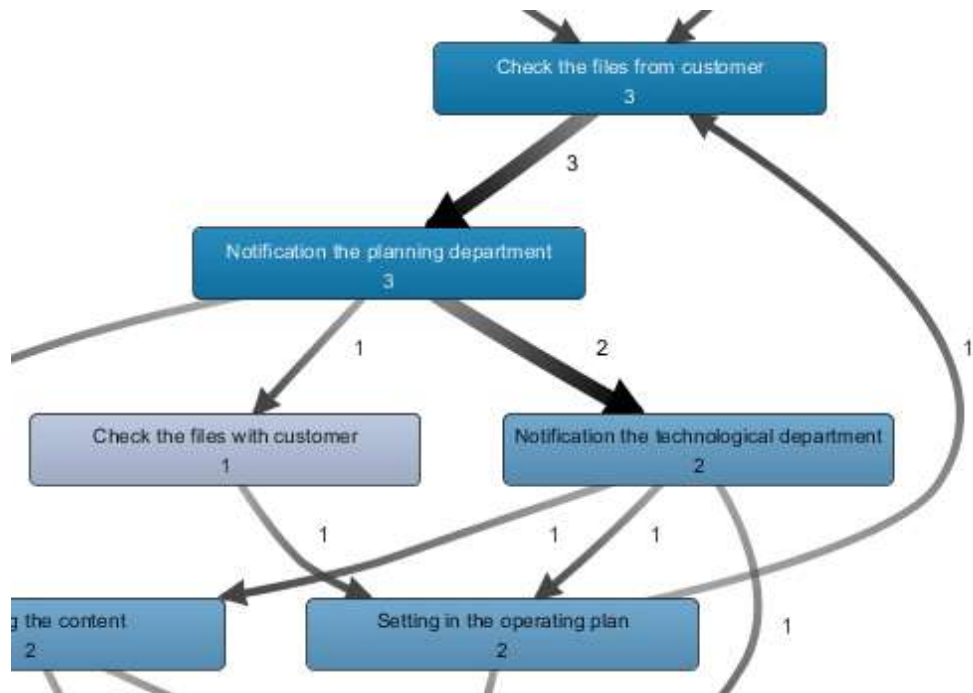 Check the files from customer
3
3
Notification the planning department
3
1
2
1
Check the files with customer
1
Notification the technological department
2
1
1
1
g the content
2
Setting in the operating plan
2
1